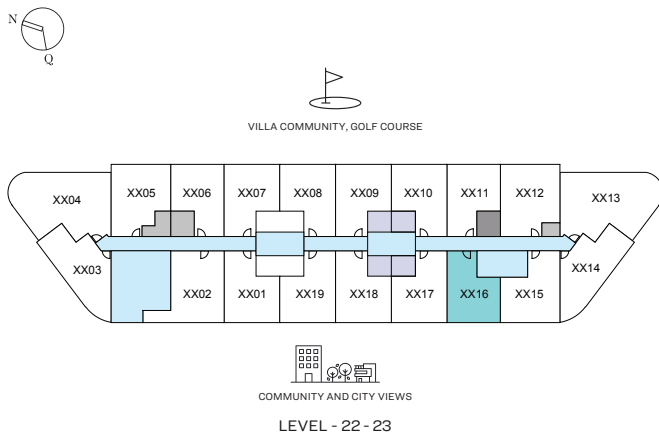 N
Q
VILLA COMMUNITY, GOLF COURSE
XX04
XX05
XX06
XX07
XX08
XX09
XX10
XX11
XX12
XX13
XX03
XX02
XX01
XX19
XX18
XX17
XX16
XX15
XX14
COMMUNITY AND CITY VIEWS
LEVEL - 22 - 23